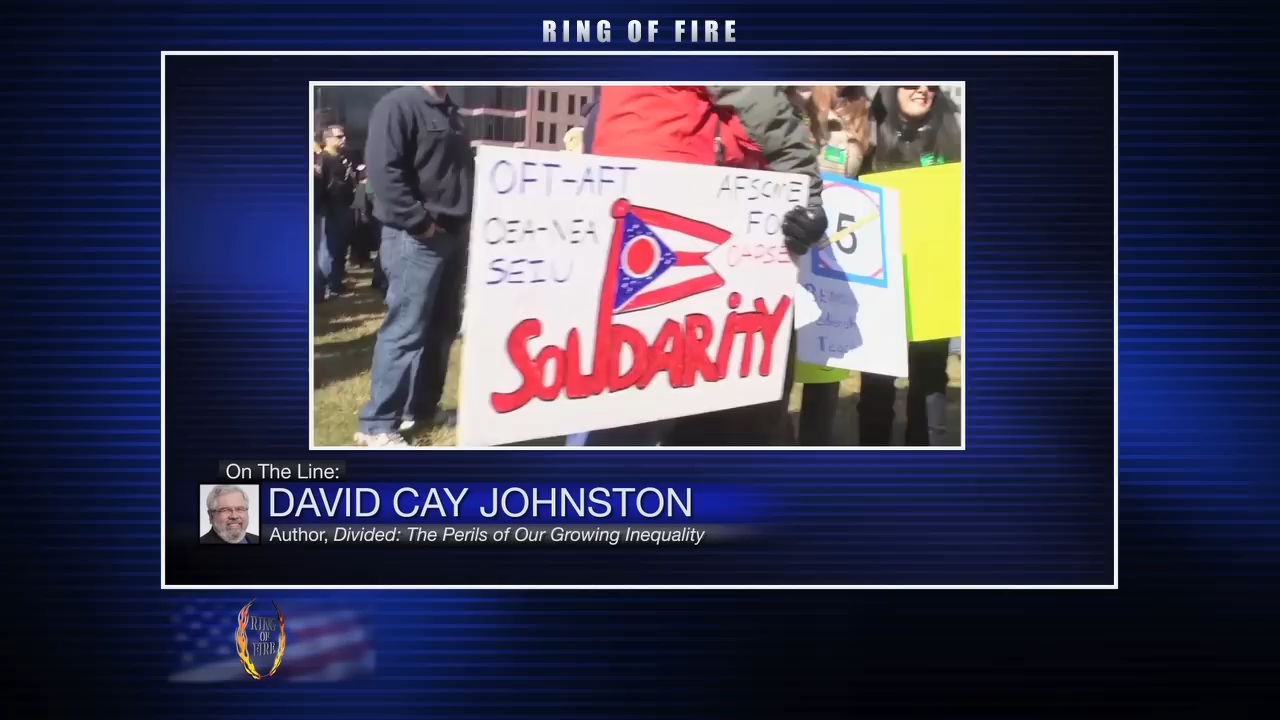 RING OF FIRE
OFT-AFT
AFSCME
OEA-NEA
SEIU
OAPSE
5
SOLIDARITY
On The Line:
DAVID CAY JOHNSTON
Author, Divided: The Perils of Our Growing Inequality
RING
OF
FIRE